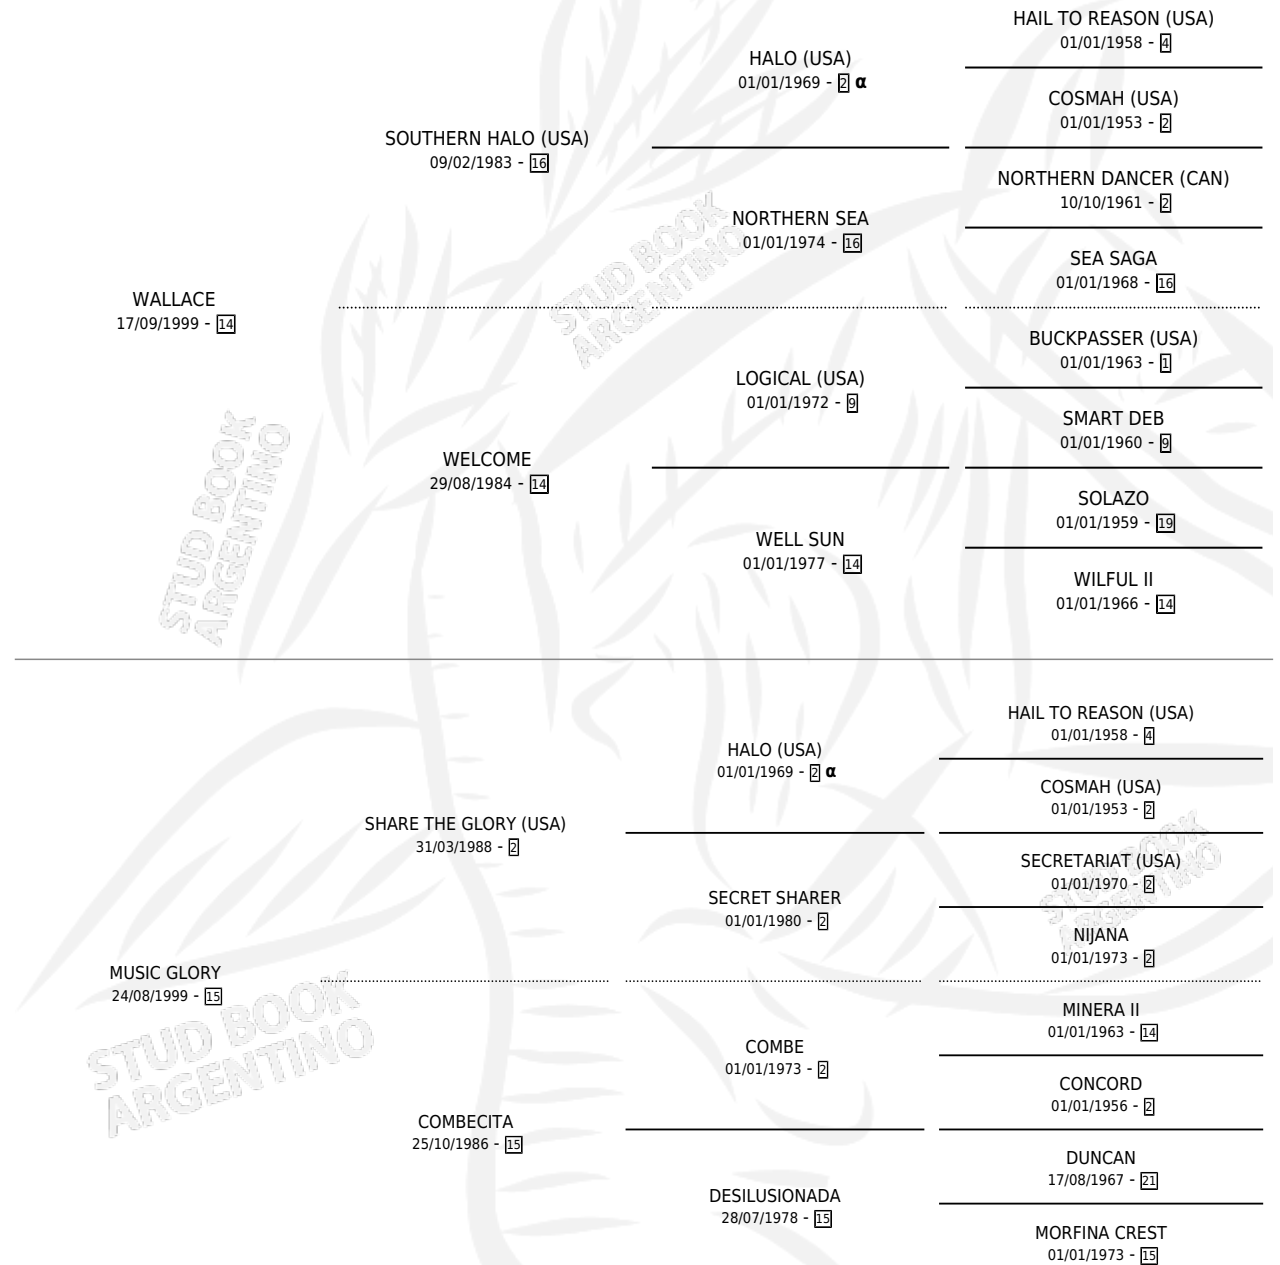 HAIL TO REASON (USA)
01/01/1958 - 4
HALO (USA)
01/01/1969 - 2 α
COSMAH (USA)
01/01/1953 - 2
SOUTHERN HALO (USA)
09/02/1983 - 16
NORTHERN DANCER (CAN)
10/10/1961 - 2
NORTHERN SEA
01/01/1974 - 16
SEA SAGA
01/01/1968 - 16
STUD BOOK
ARGENTINO
WALLACE
17/09/1999 - 14
BUCKPASSER (USA)
01/01/1963 - 1
LOGICAL (USA)
01/01/1972 - 9
SMART DEB
01/01/1960 - 9
WELCOME
29/08/1984 - 14
SOLAZO
01/01/1959 - 19
WELL SUN
01/01/1977 - 14
WILFUL II
01/01/1966 - 14
STUD BOOK
ARGENTINO
HAIL TO REASON (USA)
01/01/1958 - 4
HALO (USA)
01/01/1969 - 2 α
COSMAH (USA)
01/01/1953 - 2
SHARE THE GLORY (USA)
31/03/1988 - 2
SECRETARIAT (USA)
01/01/1970 - 2
SECRET SHARER
01/01/1980 - 2
NIJANA
01/01/1973 - 2
STUD BOOK
ARGENTINO
MUSIC GLORY
24/08/1999 - 15
MINERA II
01/01/1963 - 14
COMBE
01/01/1973 - 2
CONCORD
01/01/1956 - 2
STUD BOOK
ARGENTINO
COMBECITA
25/10/1986 - 15
DUNCAN
17/08/1967 - 21
DESILUSIONADA
28/07/1978 - 15
MORFINA CREST
01/01/1973 - 15